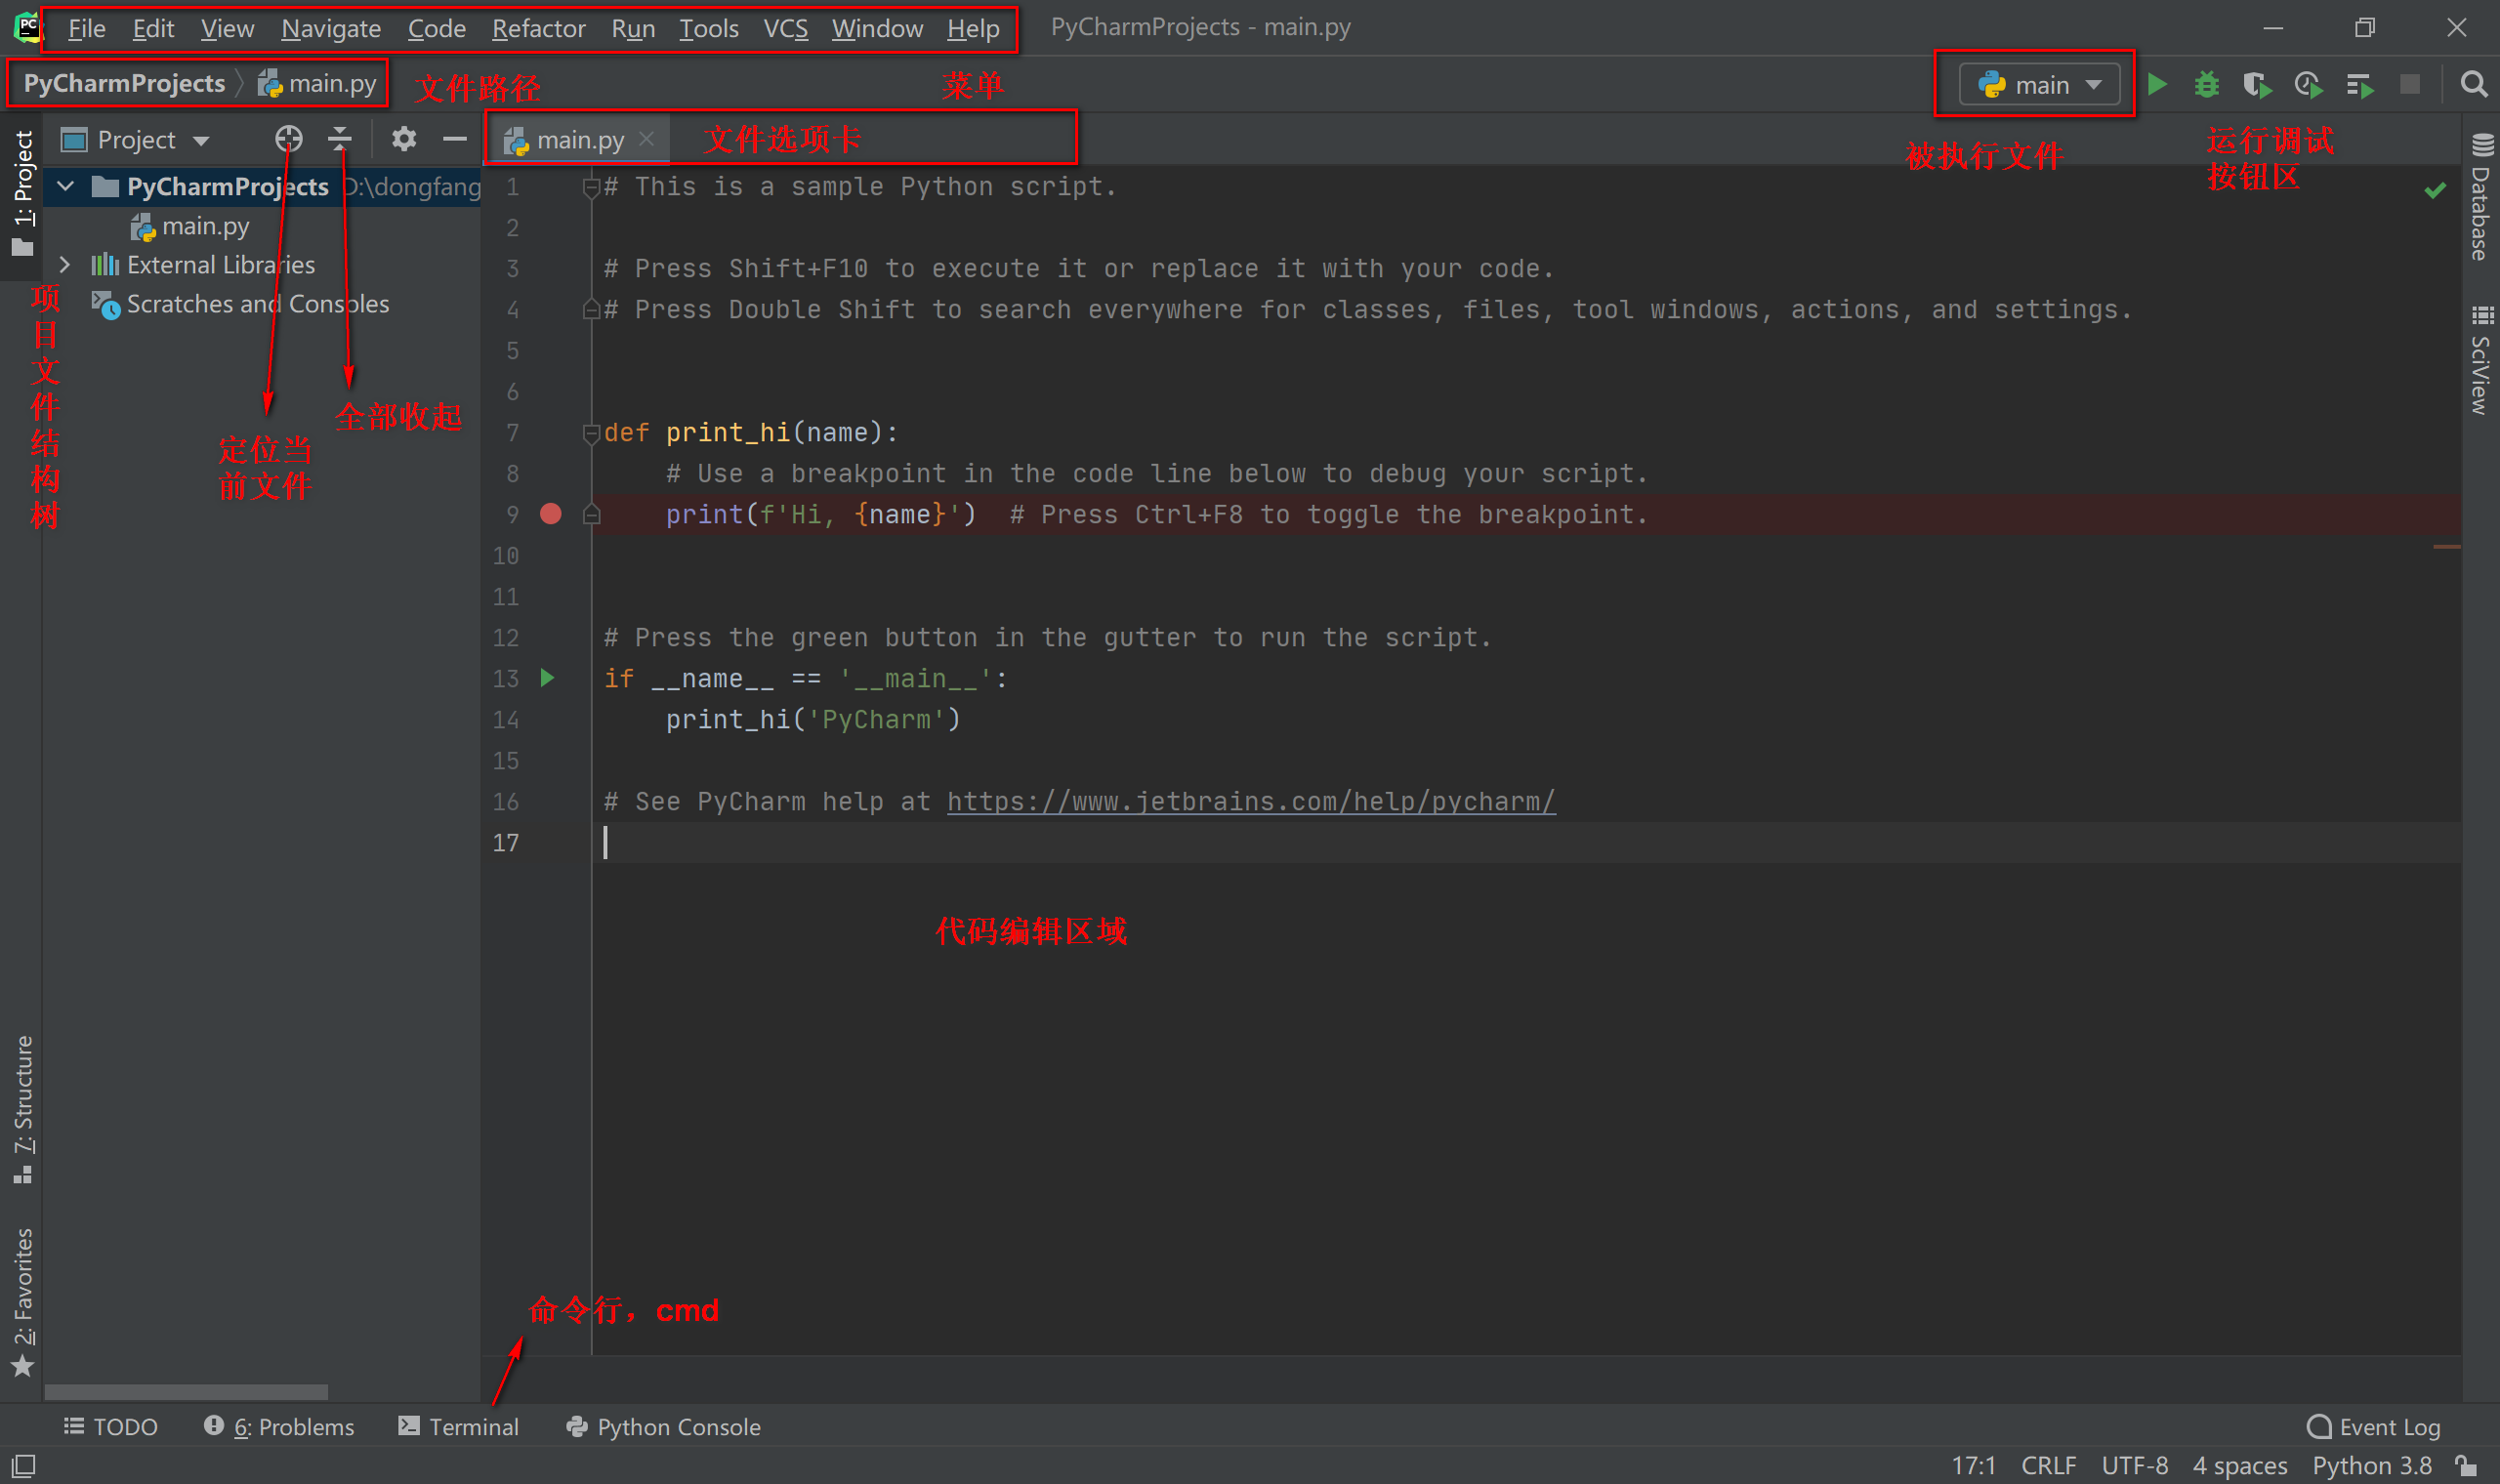 PC File Edit View Navigate Code Refactor Run Tools VCS Window Help PyCharmProjects - main.py
PyCharmProjects main.py 文件路径 菜单 main
Project main.py 文件选项卡 被执行文件 运行调试
按钮区
1: Project
PyCharmProjects D:\dongfang
main.py
External Libraries
Scratches and Consoles
项目文件结构树
定位当
前文件
全部收起
1 # This is a sample Python script.
2
3 # Press Shift+F10 to execute it or replace it with your code.
4 # Press Double Shift to search everywhere for classes, files, tool windows, actions, and settings.
5
6
7 def print_hi(name):
8 # Use a breakpoint in the code line below to debug your script.
9 print(f'Hi, {name}')  # Press Ctrl+F8 to toggle the breakpoint.
10
11
12 # Press the green button in the gutter to run the script.
13 if __name__ == '__main__':
14 print_hi('PyCharm')
15
16 # See PyCharm help at https://www.jetbrains.com/help/pycharm/
17
代码编辑区域
Database
SciView
7: Structure
2: Favorites
命令行，cmd
TODO 6: Problems Terminal Python Console Event Log
17:1 CRLF UTF-8 4 spaces Python 3.8